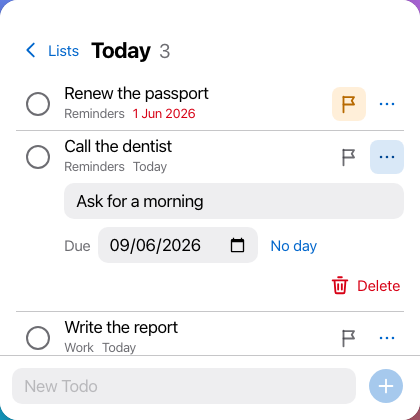 Lists Today 3
Renew the passport
Reminders 1 Jun 2026
Call the dentist
Reminders Today
Ask for a morning
Due 09/06/2026 No day
Delete
Write the report
Work Today
New Todo